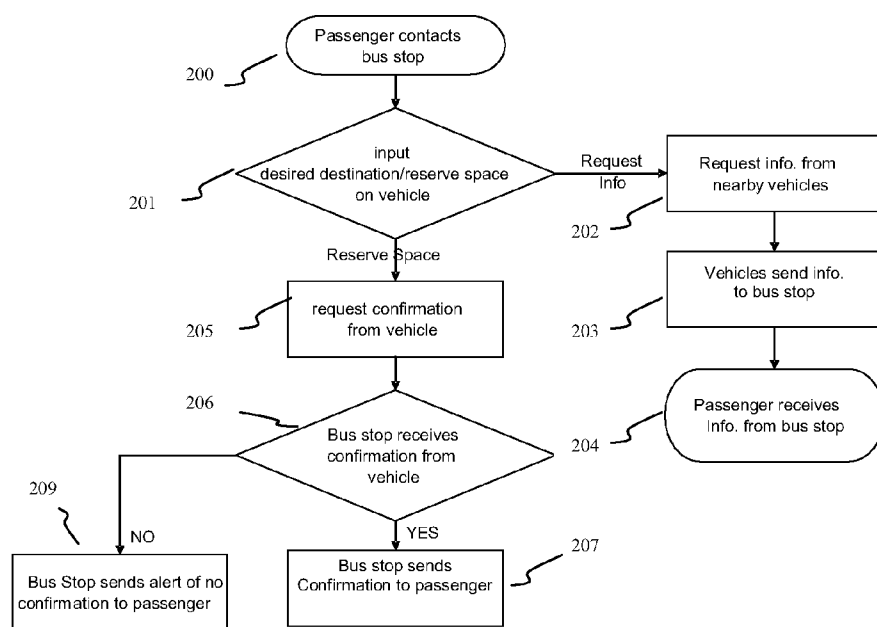 Passenger contacts
bus stop
200
input
desired destination/reserve space
on vehicle
201
Request
Info
Request info. from
nearby vehicles
202
Reserve Space
Vehicles send info.
to bus stop
203
request confirmation
from vehicle
205
Passenger receives
Info. from bus stop
204
206
Bus stop receives
confirmation from
vehicle
209
NO
YES
207
Bus Stop sends alert of no
confirmation to passenger
Bus stop sends
Confirmation to passenger